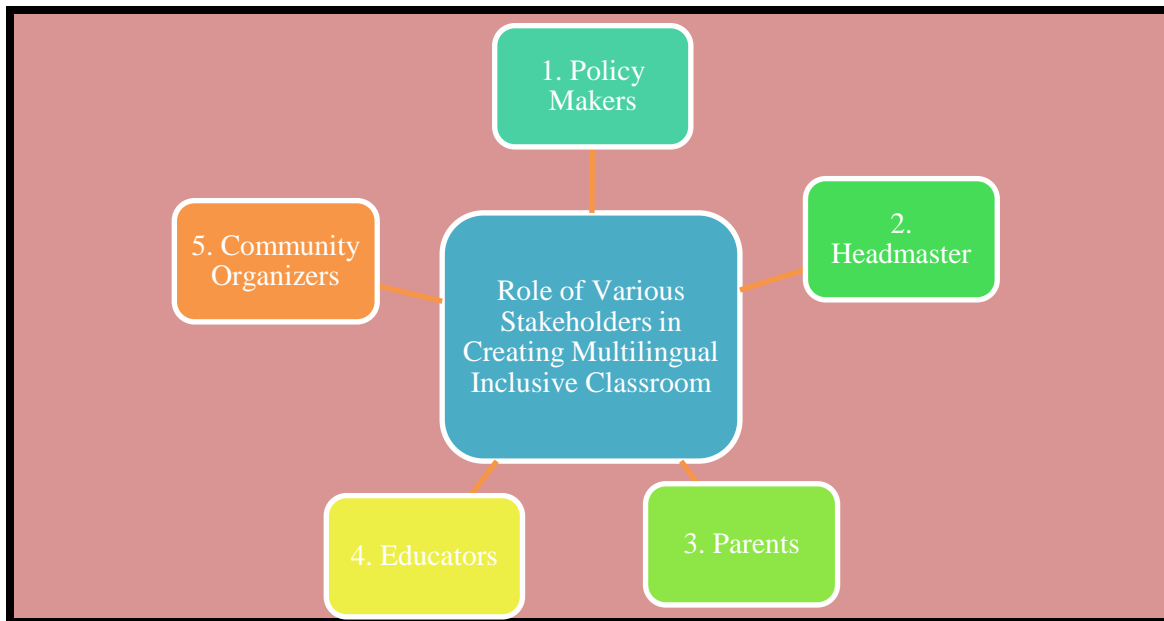 1. Policy
Makers
2.
Headmaster
5. Community
Organizers
Role of Various
Stakeholders in
Creating Multilingual
Inclusive Classroom
3. Parents
4. Educators